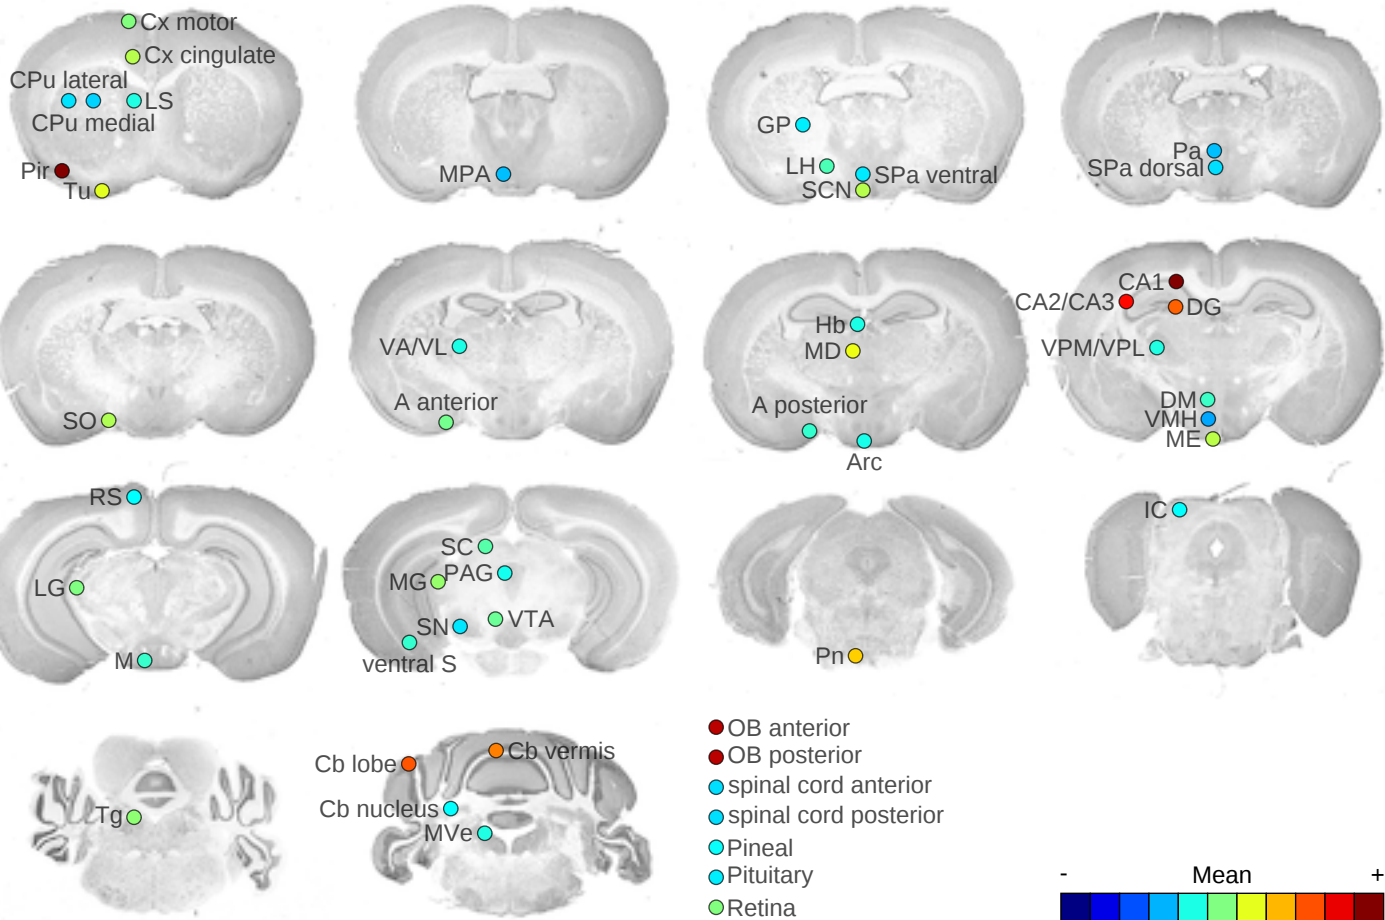 Cx motor
Cx cingulate
CPu lateral
LS
CPu medial
Pir
Tu
MPA
GP
LH
SPa ventral
SCN
Pa
SPa dorsal
SO
VA/VL
A anterior
Hb
MD
A posterior
Arc
CA1
CA2/CA3
DG
VPM/VPL
DM
VMH
ME
RS
LG
M
SC
MG
PAG
SN
VTA
ventral S
Pn
IC
Tg
Cb lobe
Cb vermis
Cb nucleus
MVe
OB anterior
OB posterior
spinal cord anterior
spinal cord posterior
Pineal
Pituitary
Retina
- Mean +